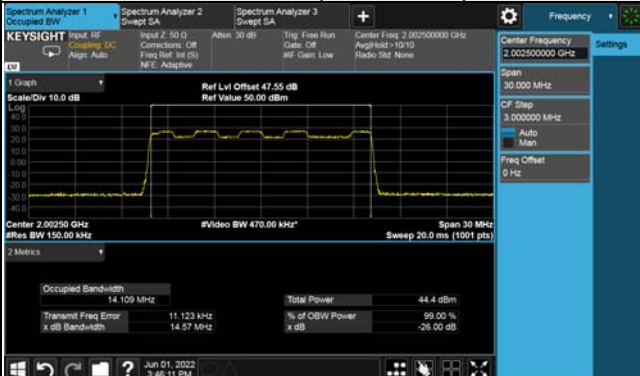 Spectrum Analyzer 1
Occupied BW
Spectrum Analyzer 2
Swept SA
Spectrum Analyzer 3
Swept SA
+
Frequency
KEYSIGHT
Input: RF
Coupling: DC
Align: Auto
Input Z: 50 Ω
Corrections: Off
Freq Ref: Int (S)
NFE: Adaptive
Atten: 30 dB
Trig: Free Run
Gate: Off
#IF Gain: Low
Center Freq: 2.002500000 GHz
Avg|Hold:>10/10
Radio Std: None
LXI
1 Graph
Scale/Div 10.0 dB
Ref Lvl Offset 47.55 dB
Ref Value 50.00 dBm
Log
40.0
30.0
20.0
10.0
0.00
-10.0
-20.0
-30.0
-40.0
Center 2.00250 GHz
#Res BW 150.00 kHz
#Video BW 470.00 kHz*
Span 30 MHz
Sweep 20.0 ms (1001 pts)
2 Metrics
Occupied Bandwidth
14.109 MHz
Total Power 44.4 dBm
Transmit Freq Error 11.123 kHz
% of OBW Power 99.00 %
x dB Bandwidth 14.57 MHz
x dB -26.00 dB
Center Frequency
2.002500000 GHz
Settings
Span
30.000 MHz
CF Step
3.000000 MHz
Auto
Man
Freq Offset
0 Hz
?
Jun 01, 2022
3:46:11 PM